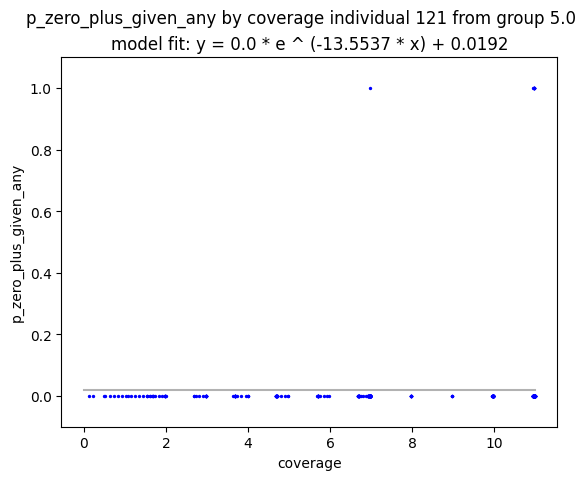 p_zero_plus_given_any by coverage individual 121 from group 5.0
model fit: y = 0.0 * e ^ (-13.5537 * x) + 0.0192
1.0
0.8
0.6
0.4
0.2
0.0
p_zero_plus_given_any
0 2 4 6 8 10
coverage